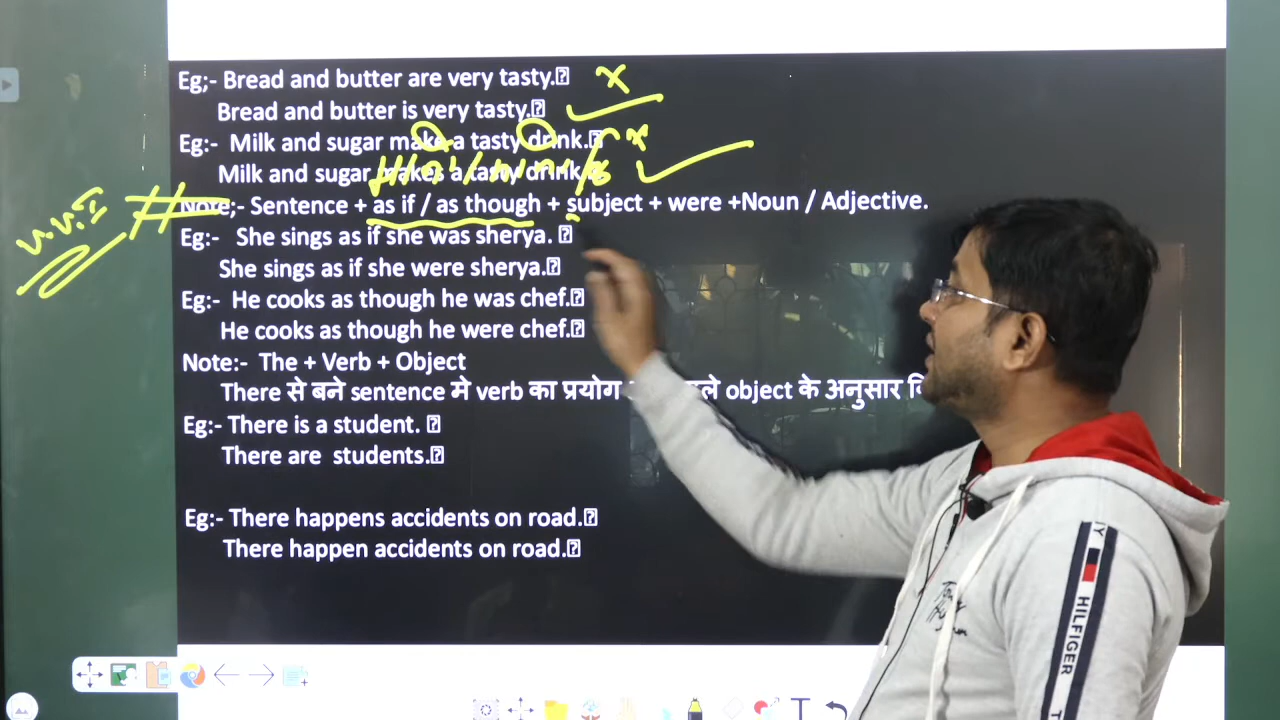 Eg;- Bread and butter are very tasty. x
Bread and butter is very tasty.
Eg:- Milk and sugar make a tasty drink. x
Milk and sugar makes a tasty drink.
V.V.I Note;- Sentence + as if / as though + subject + were +Noun / Adjective.
Eg:- She sings as if she was sherya.
She sings as if she were sherya.
Eg:- He cooks as though he was chef.
He cooks as though he were chef.
Note:- The + Verb + Object
There से बने sentence मे verb का प्रयोग object के अनुसार
Eg:- There is a student.
There are students.
Eg:- There happens accidents on road.
There happen accidents on road.
HILFIGER